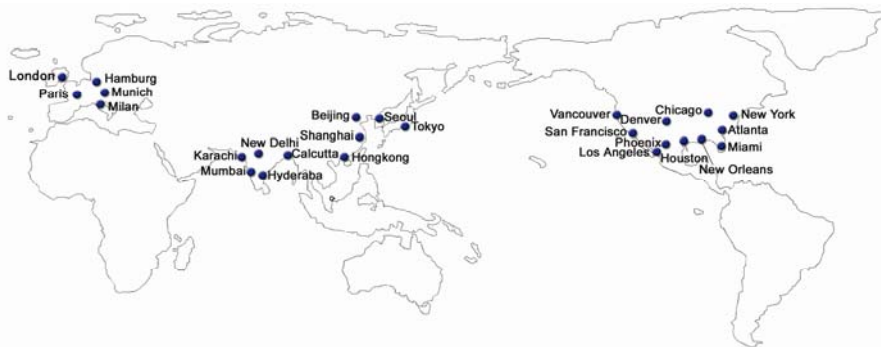 London
Hamburg
Paris
Munich
Milan
Beijing
Seoul
Tokyo
Shanghai
New Delhi
Karachi
Calcutta
Hongkong
Mumbai
Hyderaba
Vancouver
Chicago
New York
Denver
San Francisco
Atlanta
Phoenix
Miami
Los Angeles
Houston
New Orleans